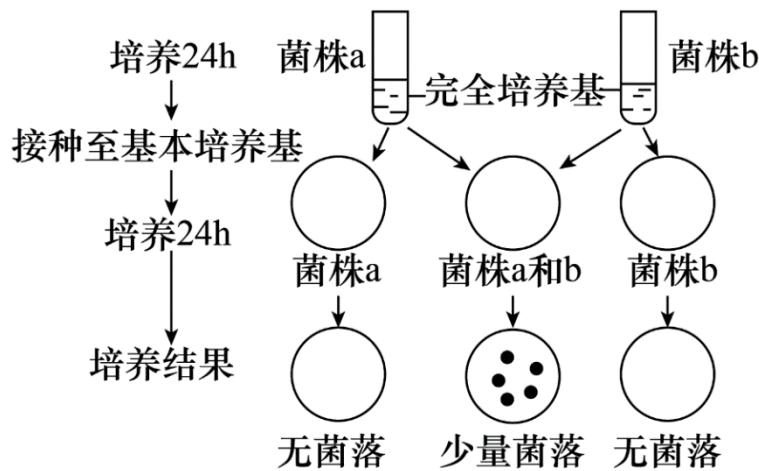 培养24h
菌株a
菌株b
完全培养基
接种至基本培养基
培养24h
菌株a
菌株a和b
菌株b
培养结果
无菌落
少量菌落
无菌落